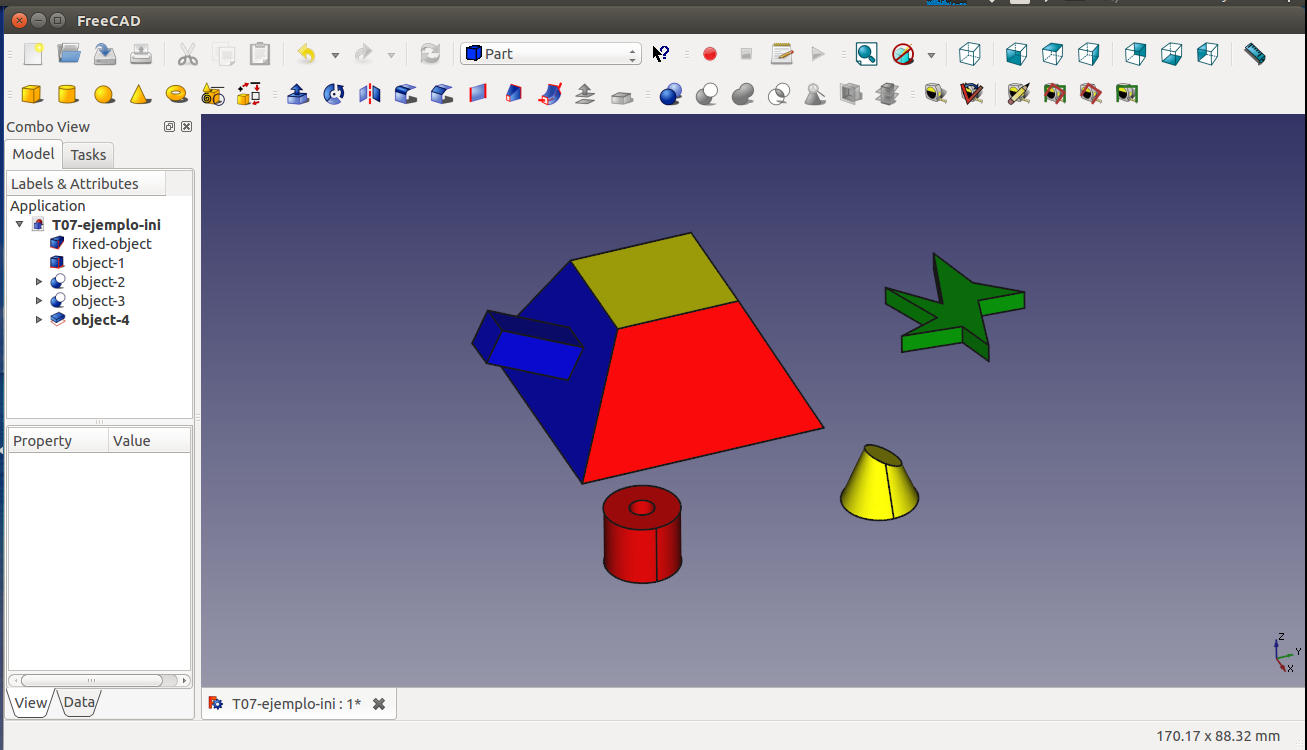 FreeCAD
Part
Combo View
Model Tasks
Labels & Attributes
Application
T07-ejemplo-ini
fixed-object
object-1
object-2
object-3
object-4
Property Value
View Data
Z
Y
X
T07-ejemplo-ini : 1*
170.17 x 88.32 mm